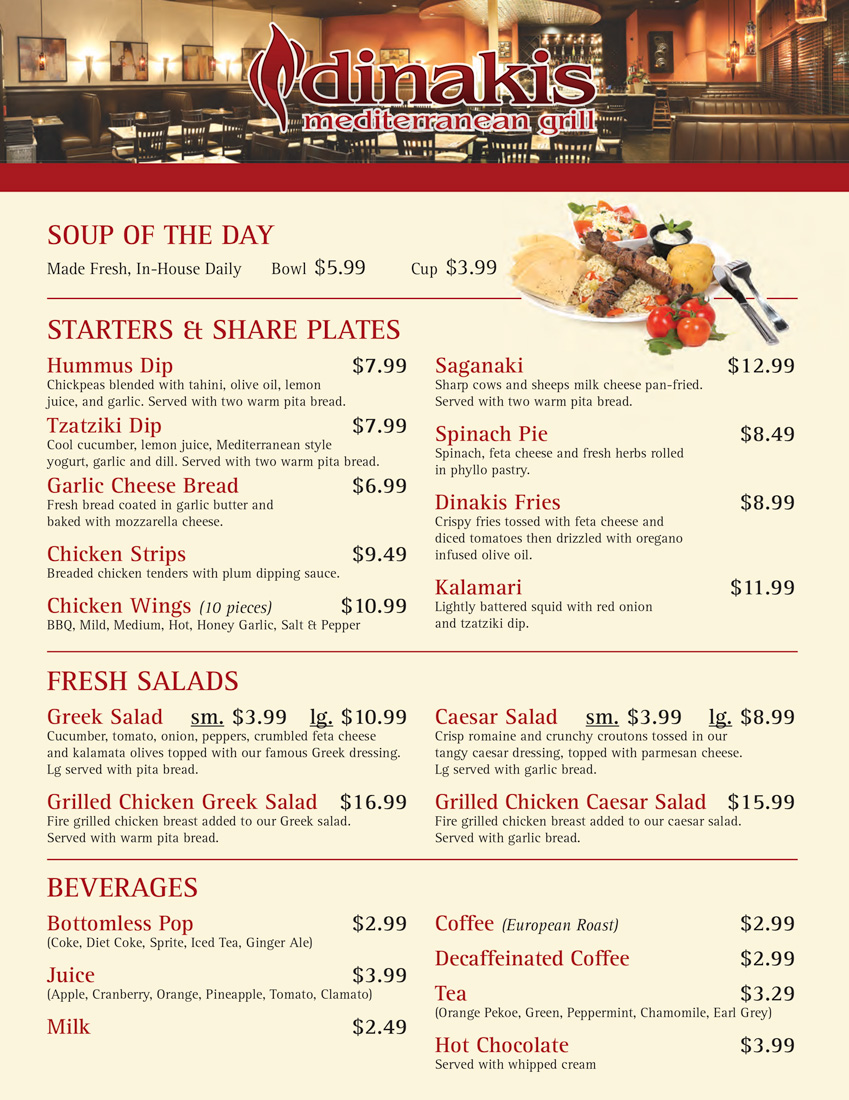 dinakis
mediterranean grill
SOUP OF THE DAY
Made Fresh, In-House Daily Bowl $5.99 Cup $3.99
STARTERS & SHARE PLATES
Hummus Dip $7.99
Chickpeas blended with tahini, olive oil, lemon
juice, and garlic. Served with two warm pita bread.
Tzatziki Dip $7.99
Cool cucumber, lemon juice, Mediterranean style
yogurt, garlic and dill. Served with two warm pita bread.
Garlic Cheese Bread $6.99
Fresh bread coated in garlic butter and
baked with mozzarella cheese.
Chicken Strips $9.49
Breaded chicken tenders with plum dipping sauce.
Chicken Wings (10 pieces) $10.99
BBQ, Mild, Medium, Hot, Honey Garlic, Salt & Pepper
Saganaki $12.99
Sharp cows and sheeps milk cheese pan-fried.
Served with two warm pita bread.
Spinach Pie $8.49
Spinach, feta cheese and fresh herbs rolled
in phyllo pastry.
Dinakis Fries $8.99
Crispy fries tossed with feta cheese and
diced tomatoes then drizzled with oregano
infused olive oil.
Kalamari $11.99
Lightly battered squid with red onion
and tzatziki dip.
FRESH SALADS
Greek Salad sm. $3.99 lg. $10.99
Cucumber, tomato, onion, peppers, crumbled feta cheese
and kalamata olives topped with our famous Greek dressing.
Lg served with pita bread.
Grilled Chicken Greek Salad $16.99
Fire grilled chicken breast added to our Greek salad.
Served with warm pita bread.
Caesar Salad sm. $3.99 lg. $8.99
Crisp romaine and crunchy croutons tossed in our
tangy caesar dressing, topped with parmesan cheese.
Lg served with garlic bread.
Grilled Chicken Caesar Salad $15.99
Fire grilled chicken breast added to our caesar salad.
Served with garlic bread.
BEVERAGES
Bottomless Pop $2.99
(Coke, Diet Coke, Sprite, Iced Tea, Ginger Ale)
Juice $3.99
(Apple, Cranberry, Orange, Pineapple, Tomato, Clamato)
Milk $2.49
Coffee (European Roast) $2.99
Decaffeinated Coffee $2.99
Tea $3.29
(Orange Pekoe, Green, Peppermint, Chamomile, Earl Grey)
Hot Chocolate $3.99
Served with whipped cream